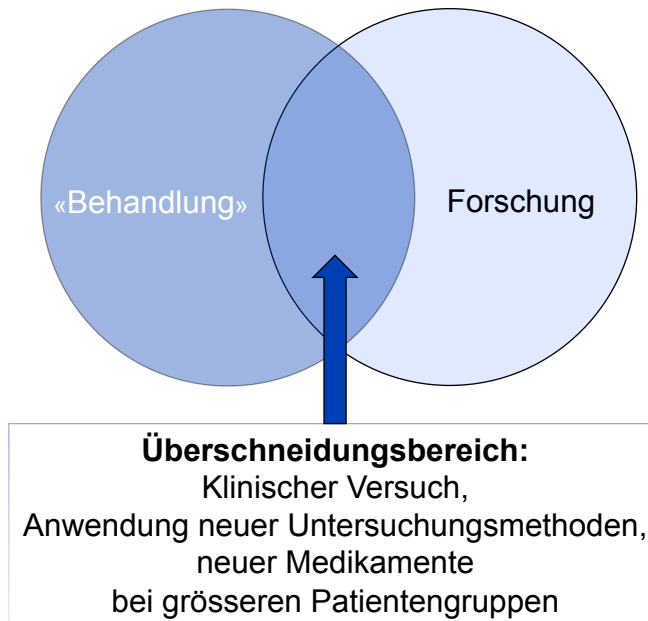 «Behandlung»
Forschung
Überschneidungsbereich:
Klinischer Versuch,
Anwendung neuer Untersuchungsmethoden,
neuer Medikamente
bei grösseren Patientengruppen